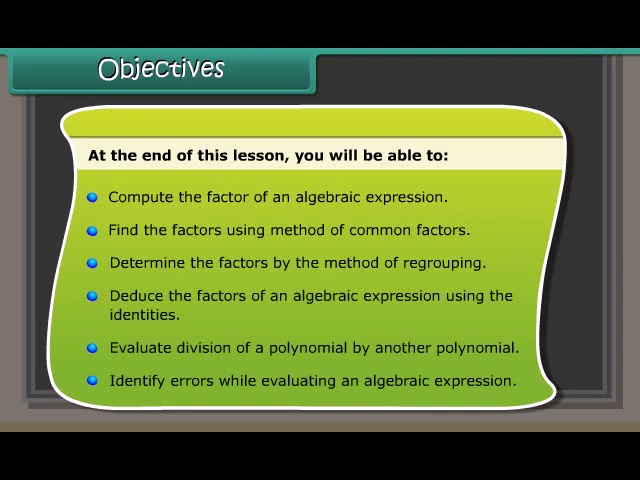 Objectives
At the end of this lesson, you will be able to:
Compute the factor of an algebraic expression.
Find the factors using method of common factors.
Determine the factors by the method of regrouping.
Deduce the factors of an algebraic expression using the
identities.
Evaluate division of a polynomial by another polynomial.
Identify errors while evaluating an algebraic expression.